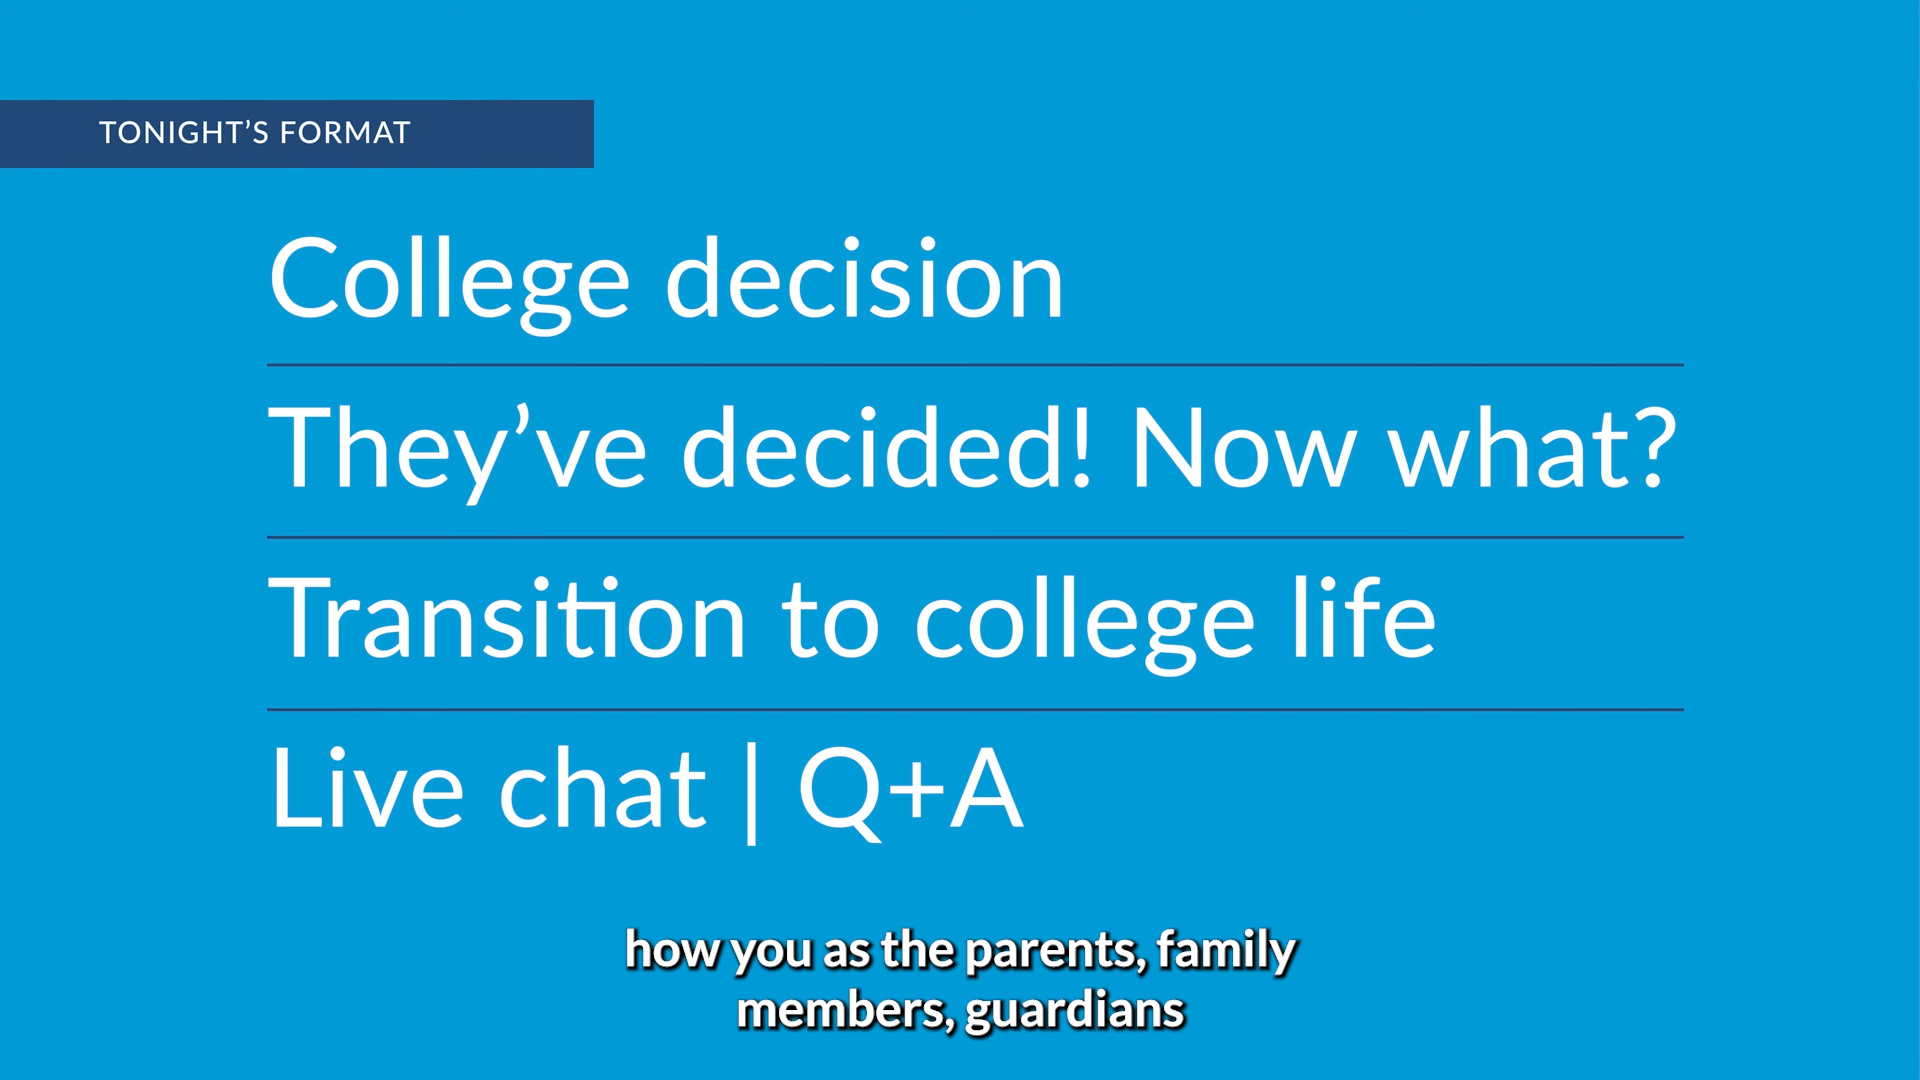 TONIGHT’S FORMAT
College decision
They’ve decided! Now what?
Transition to college life
Live chat | Q+A
how you as the parents, family
members, guardians